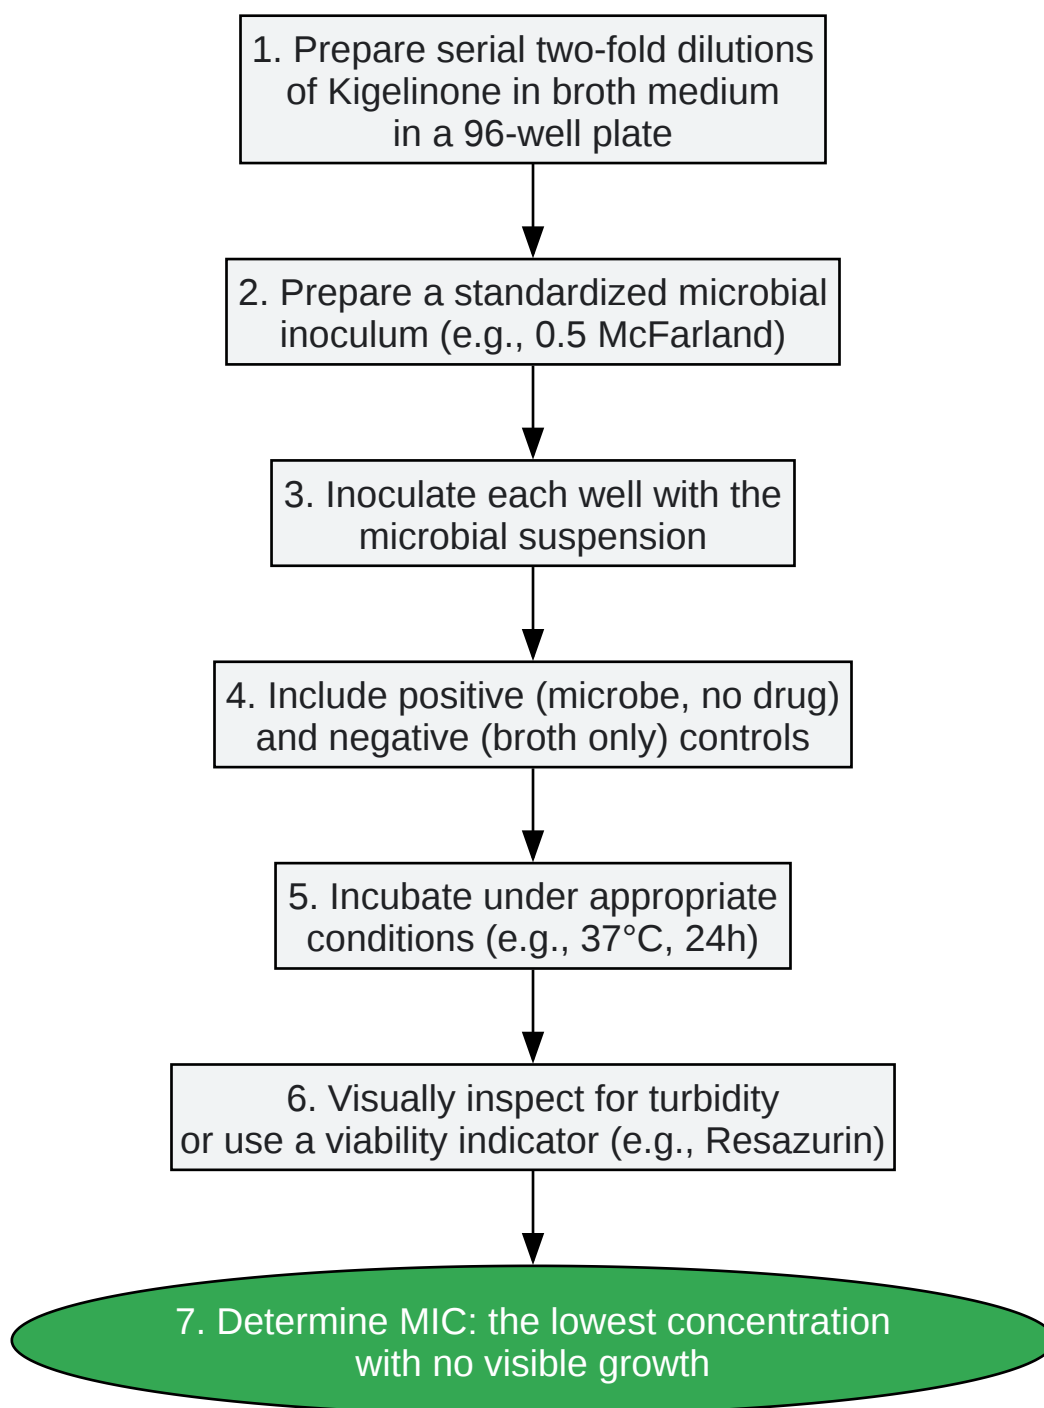 1. Prepare serial two-fold dilutions
of Kigelinone in broth medium
in a 96-well plate
2. Prepare a standardized microbial
inoculum (e.g., 0.5 McFarland)
3. Inoculate each well with the
microbial suspension
4. Include positive (microbe, no drug)
and negative (broth only) controls
5. Incubate under appropriate
conditions (e.g., 37°C, 24h)
6. Visually inspect for turbidity
or use a viability indicator (e.g., Resazurin)
7. Determine MIC: the lowest concentration
with no visible growth